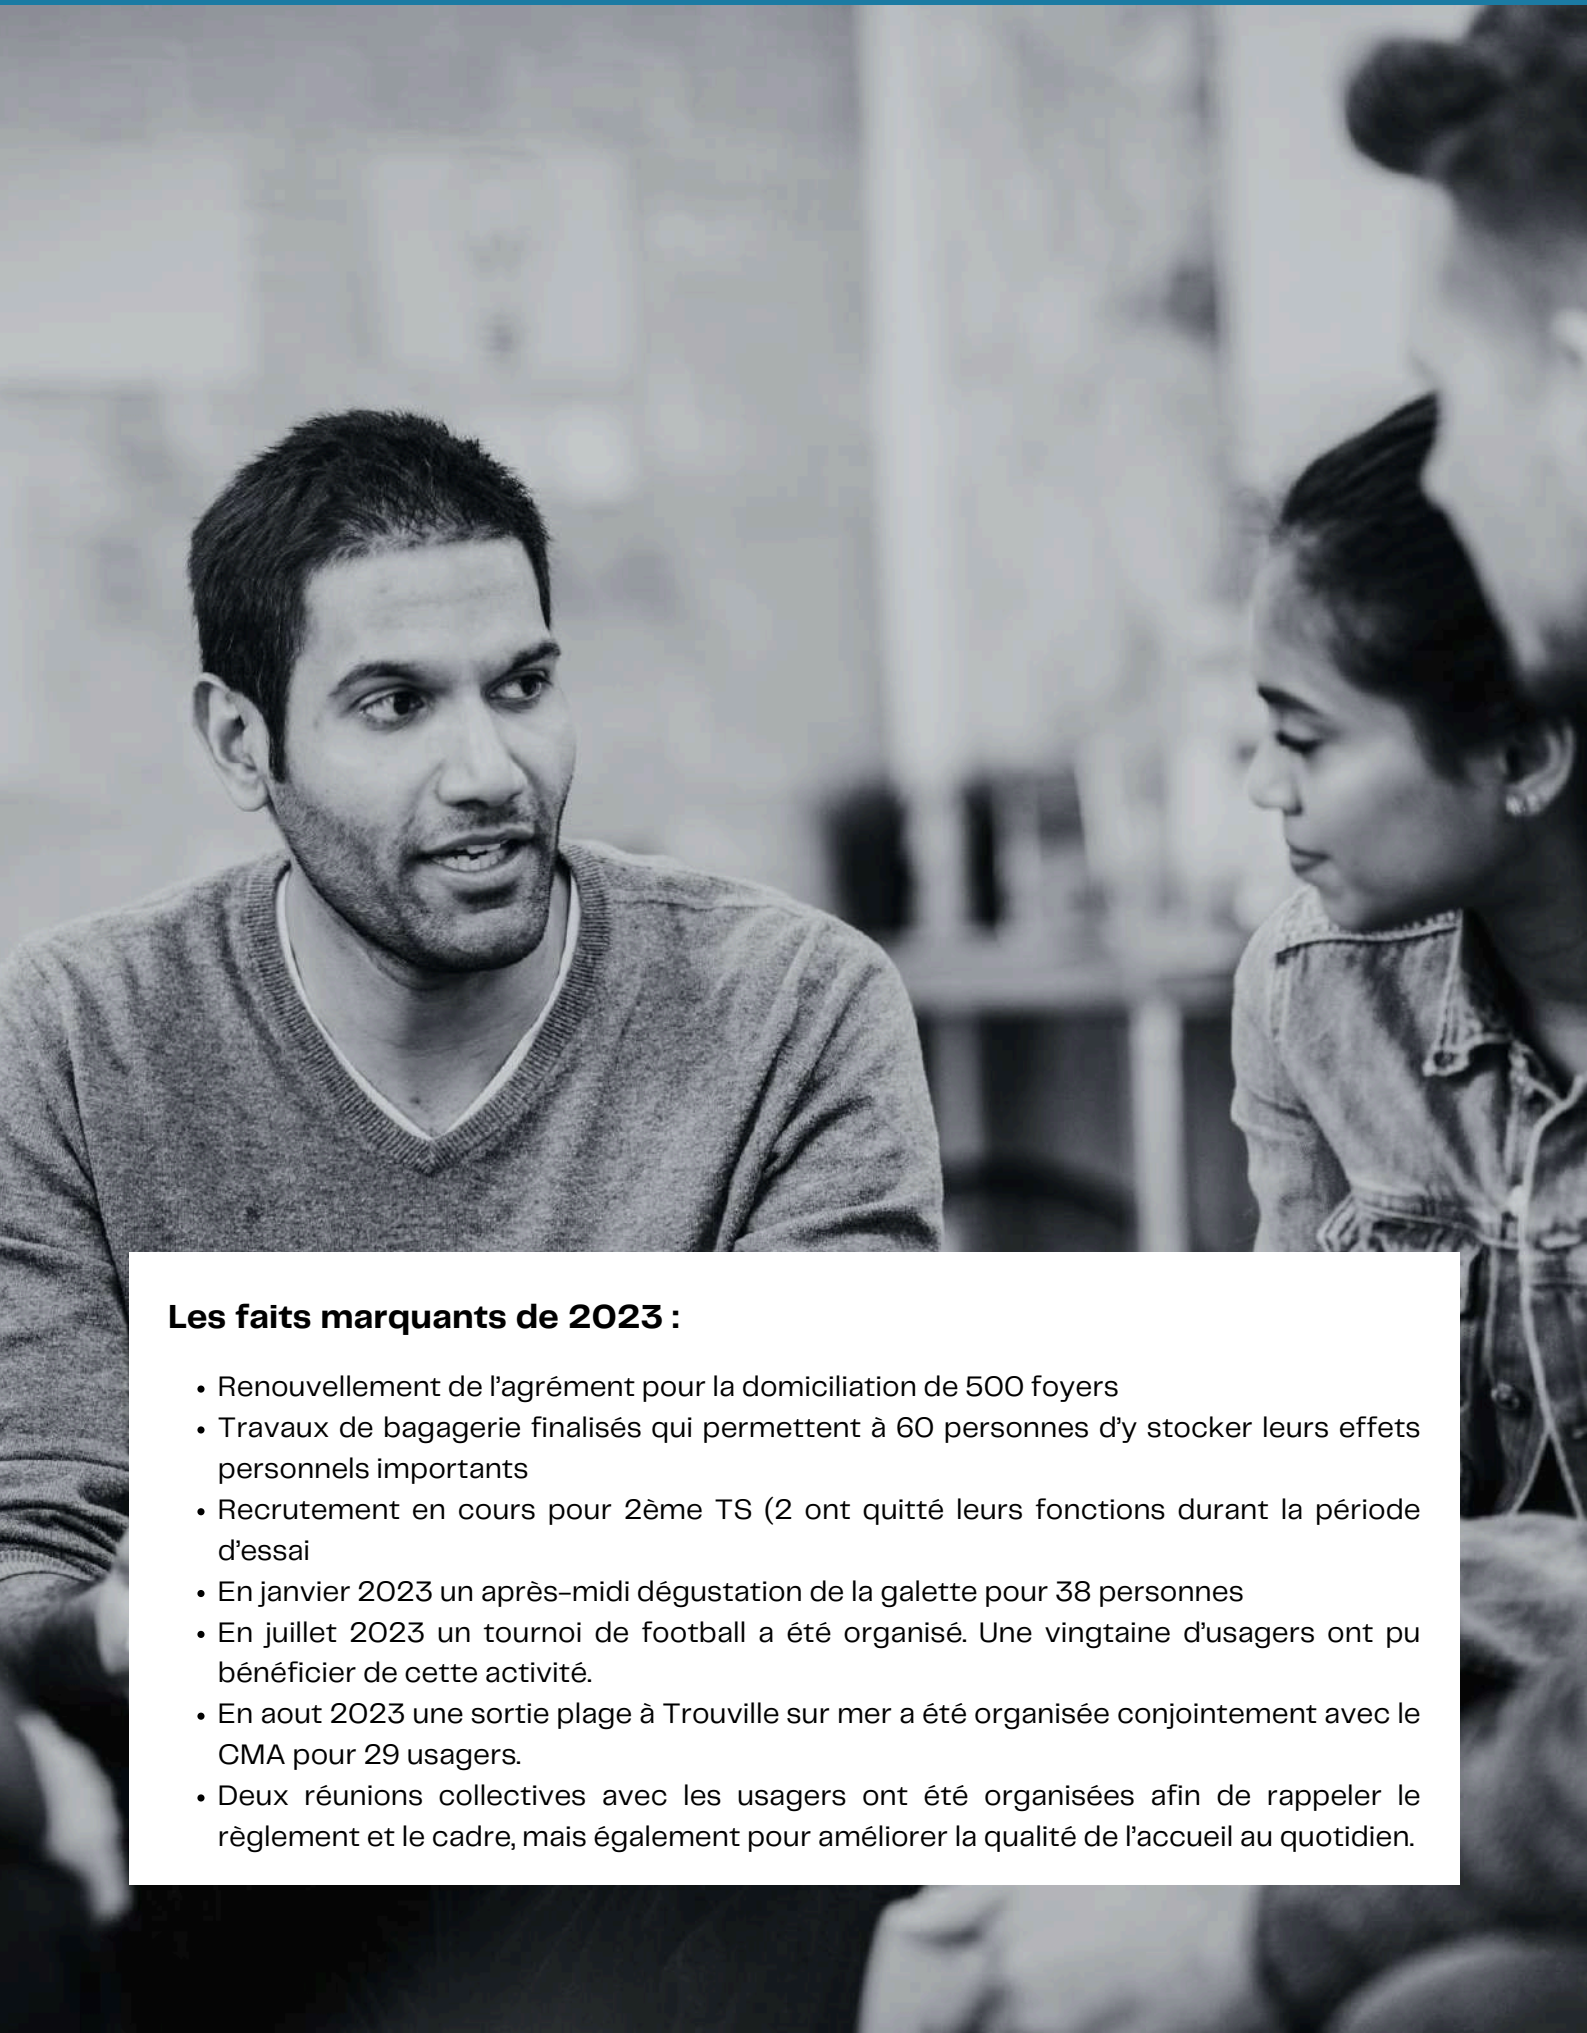 Les faits marquants de 2023 :
• Renouvellement de l’agrément pour la domiciliation de 500 foyers
• Travaux de bagagerie finalisés qui permettent à 60 personnes d’y stocker leurs effets
personnels importants
• Recrutement en cours pour 2ème TS (2 ont quitté leurs fonctions durant la période
d’essai
• En janvier 2023 un après-midi dégustation de la galette pour 38 personnes
• En juillet 2023 un tournoi de football a été organisé. Une vingtaine d’usagers ont pu
bénéficier de cette activité.
• En aout 2023 une sortie plage à Trouville sur mer a été organisée conjointement avec le
CMA pour 29 usagers.
• Deux réunions collectives avec les usagers ont été organisées afin de rappeler le
règlement et le cadre, mais également pour améliorer la qualité de l’accueil au quotidien.